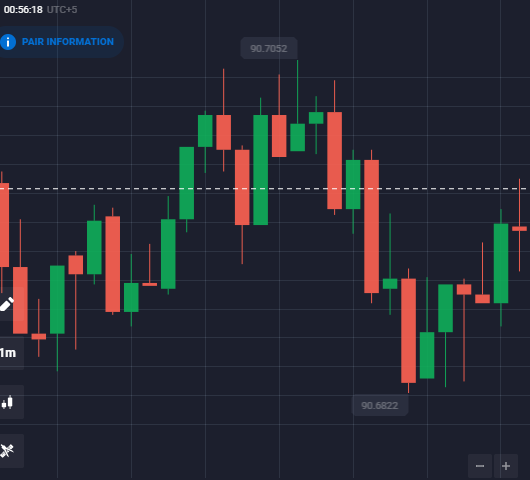 00:56:18 UTC+5
PAIR INFORMATION
90.7052
1m
90.6822